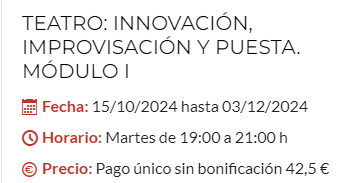 TEATRO: INNOVACIÓN,
IMPROVISACIÓN Y PUESTA.
MÓDULO I
Fecha: 15/10/2024 hasta 03/12/2024
Horario: Martes de 19:00 a 21:00 h
Precio: Pago único sin bonificación 42,5 €